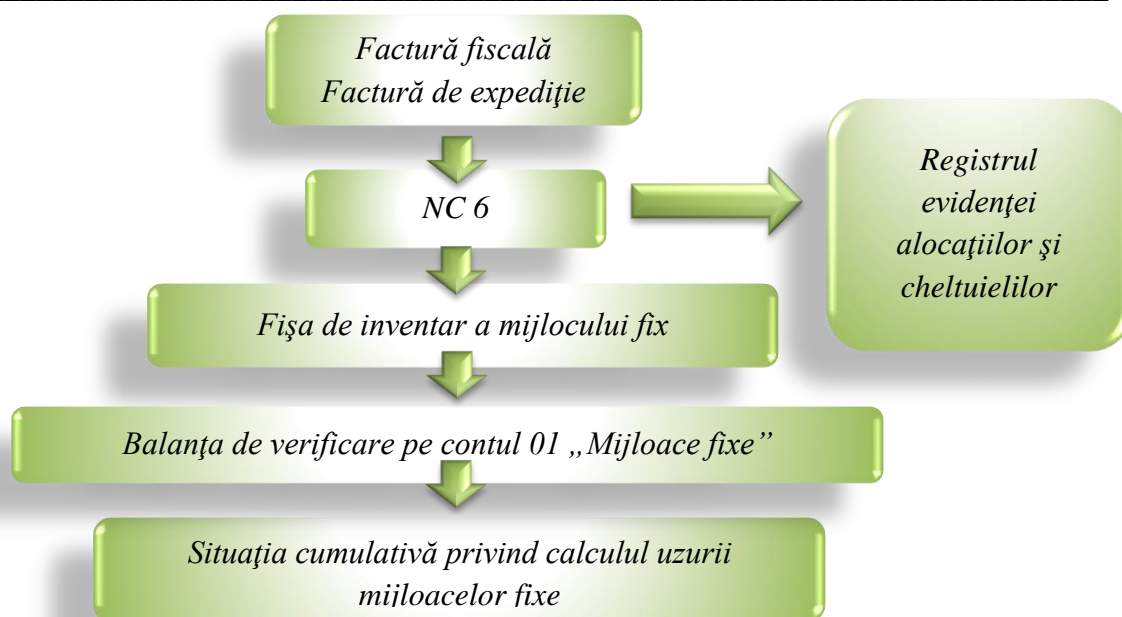 Factură fiscală
Factură de expediţie
NC 6
Registrul
evidenţei
alocaţiilor şi
cheltuielilor
Fişa de inventar a mijlocului fix
Balanţa de verificare pe contul 01 „Mijloace fixe”
Situaţia cumulativă privind calculul uzurii
mijloacelor fixe